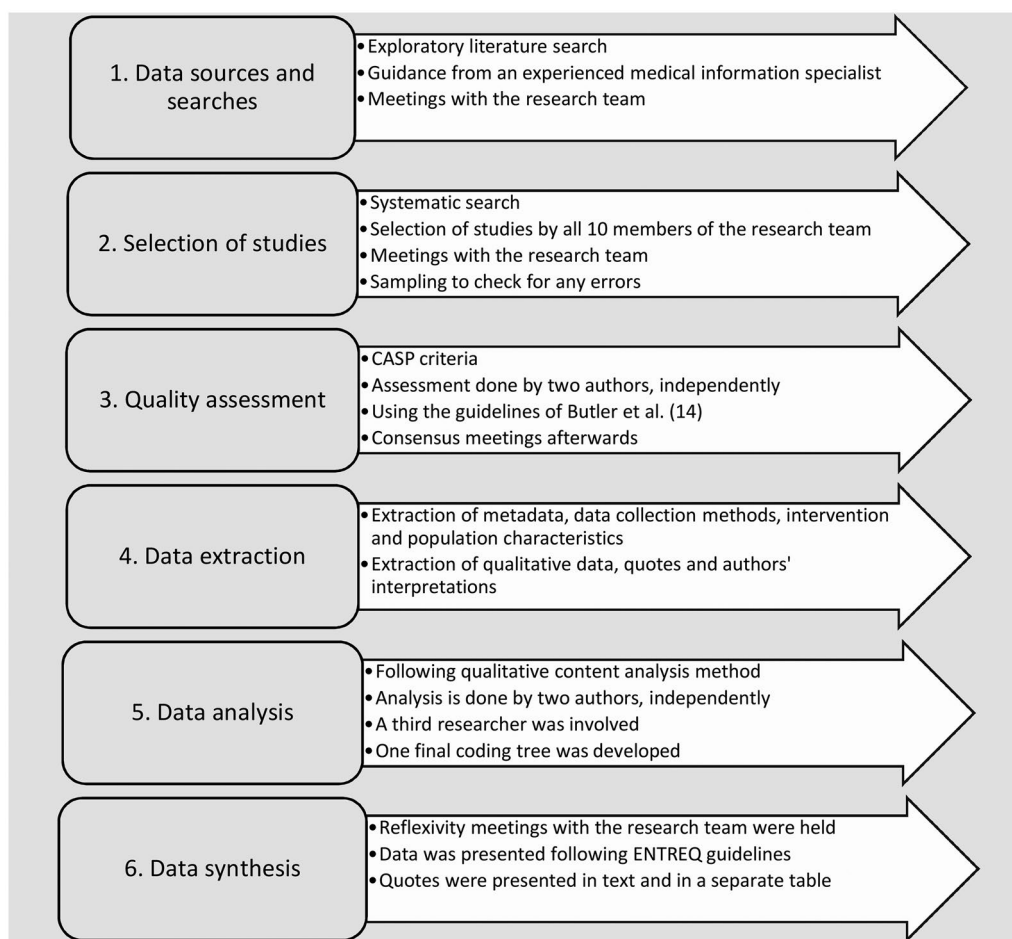 1. Data sources and
searches
•Exploratory literature search
•Guidance from an experienced medical information specialist
•Meetings with the research team
2. Selection of studies
•Systematic search
•Selection of studies by all 10 members of the research team
•Meetings with the research team
•Sampling to check for any errors
3. Quality assessment
•CASP criteria
•Assessment done by two authors, independently
•Using the guidelines of Butler et al. (14)
•Consensus meetings afterwards
4. Data extraction
•Extraction of metadata, data collection methods, intervention
and population characteristics
•Extraction of qualitative data, quotes and authors'
interpretations
5. Data analysis
•Following qualitative content analysis method
•Analysis is done by two authors, independently
•A third researcher was involved
•One final coding tree was developed
6. Data synthesis
•Reflexivity meetings with the research team were held
•Data was presented following ENTREQ guidelines
•Quotes were presented in text and in a separate table